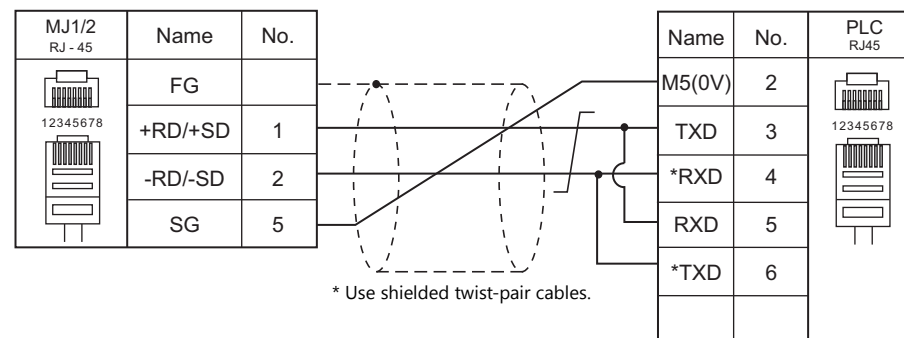 MJ1/2 Name No. Name No. PLC
RJ - 45 RJ45
FG M5(0V) 2
12345678 +RD/+SD 1 TXD 3 12345678
-RD/-SD 2 *RXD 4
SG 5 RXD 5
*TXD 6
* Use shielded twist-pair cables.